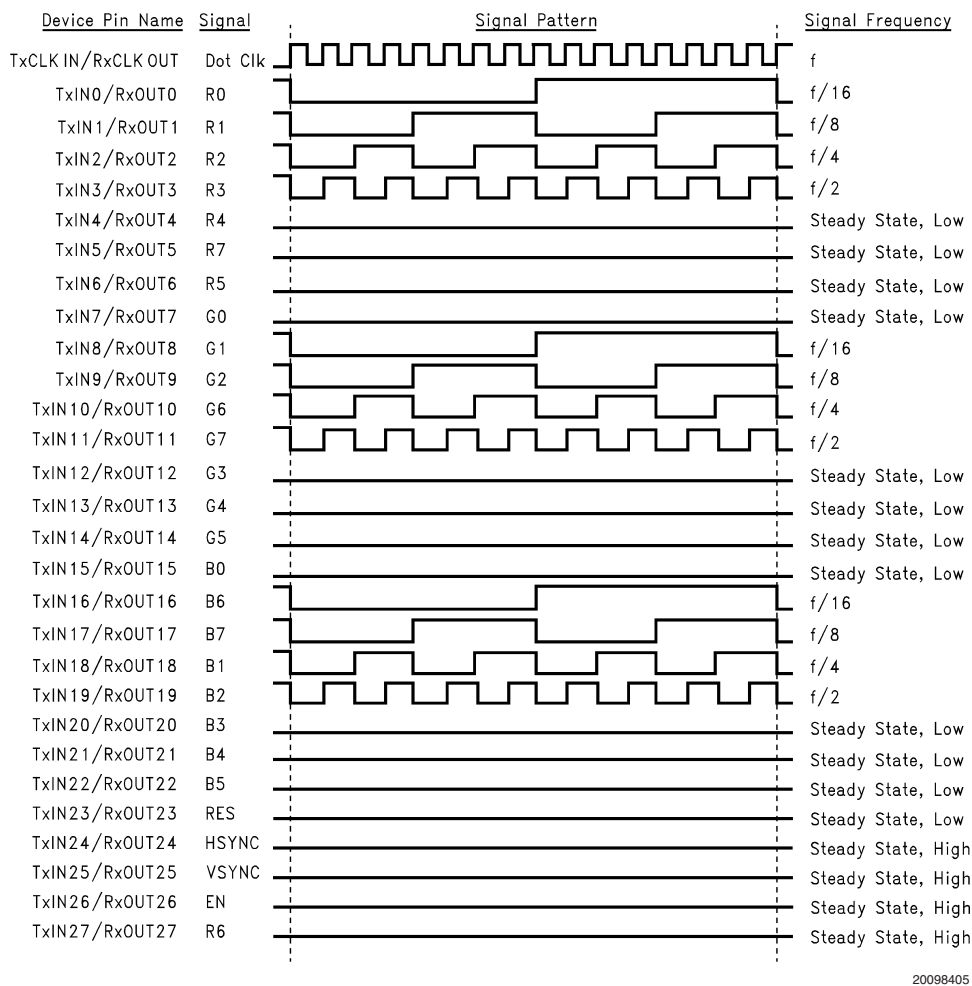 Device Pin Name Signal Signal Pattern Signal Frequency
TxCLK IN/RxCLK OUT Dot Clk f
TxIN0/RxOUT0 R0 f/16
TxIN1/RxOUT1 R1 f/8
TxIN2/RxOUT2 R2 f/4
TxIN3/RxOUT3 R3 f/2
TxIN4/RxOUT4 R4 Steady State, Low
TxIN5/RxOUT5 R7 Steady State, Low
TxIN6/RxOUT6 R5 Steady State, Low
TxIN7/RxOUT7 G0 Steady State, Low
TxIN8/RxOUT8 G1 f/16
TxIN9/RxOUT9 G2 f/8
TxIN10/RxOUT10 G6 f/4
TxIN11/RxOUT11 G7 f/2
TxIN12/RxOUT12 G3 Steady State, Low
TxIN13/RxOUT13 G4 Steady State, Low
TxIN14/RxOUT14 G5 Steady State, Low
TxIN15/RxOUT15 B0 Steady State, Low
TxIN16/RxOUT16 B6 f/16
TxIN17/RxOUT17 B7 f/8
TxIN18/RxOUT18 B1 f/4
TxIN19/RxOUT19 B2 f/2
TxIN20/RxOUT20 B3 Steady State, Low
TxIN21/RxOUT21 B4 Steady State, Low
TxIN22/RxOUT22 B5 Steady State, Low
TxIN23/RxOUT23 RES Steady State, Low
TxIN24/RxOUT24 HSYNC Steady State, High
TxIN25/RxOUT25 VSYNC Steady State, High
TxIN26/RxOUT26 EN Steady State, High
TxIN27/RxOUT27 R6 Steady State, High
20098405